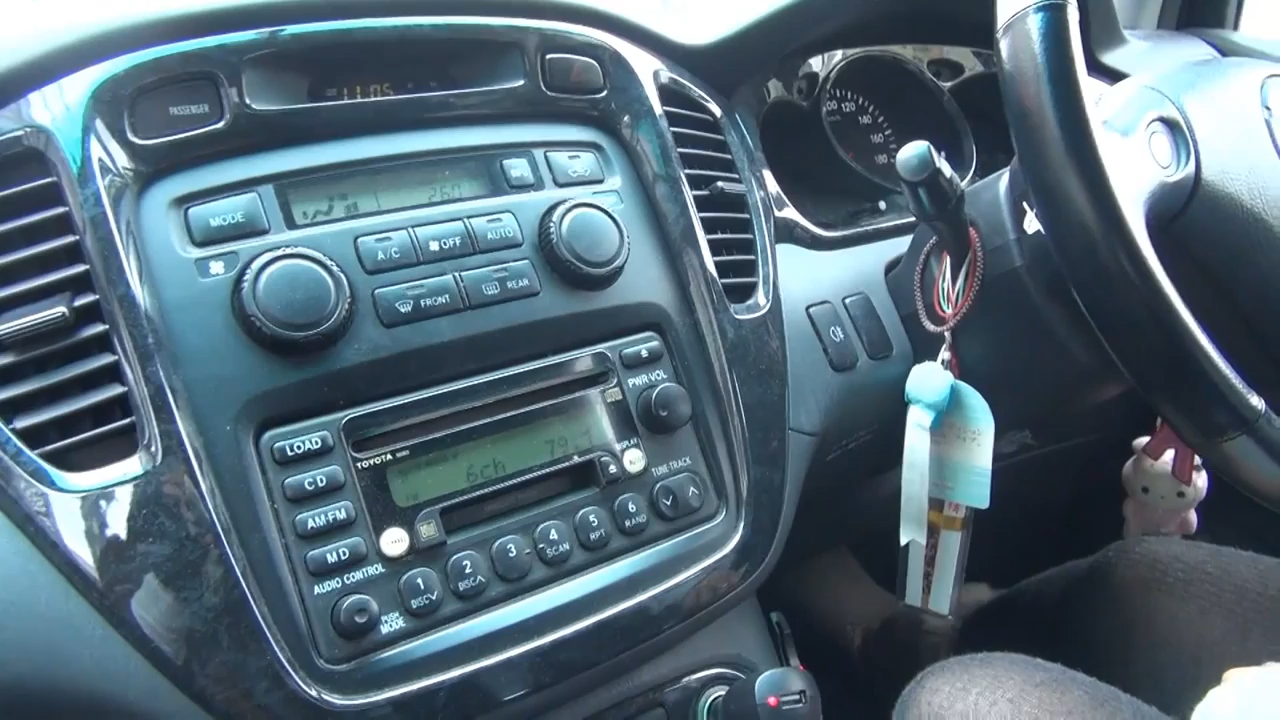 PASSENGER
11:05
MODE
26.0
A/C
OFF
AUTO
FRONT
REAR
100 120
140
160
180
LOAD
CD
AM·FM
MD
AUDIO CONTROL
PUSH
MODE
TOYOTA
6ch
PWR·VOL
DISPLAY
TUNE·TRACK
1
DISC
2
DISC
3
4
SCAN
5
RPT
6
RAND